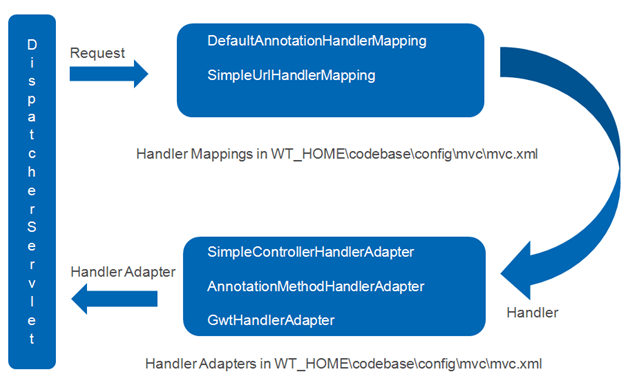 DispatcherServlet
Request
DefaultAnnotationHandlerMapping
SimpleUrlHandlerMapping
Handler Mappings in WT_HOME\codebase\config\mvc\mvc.xml
SimpleControllerHandlerAdapter
AnnotationMethodHandlerAdapter
GwtHandlerAdapter
Handler Adapter
Handler
Handler Adapters in WT_HOME\codebase\config\mvc\mvc.xml